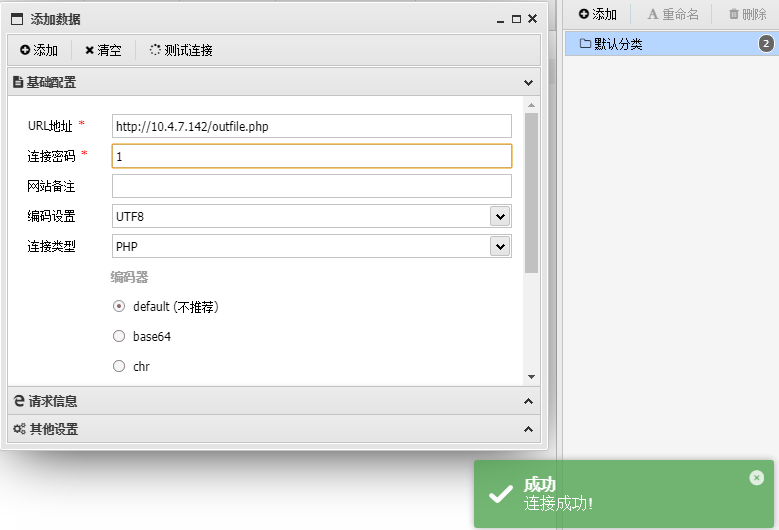 添加数据
添加 清空 测试连接
基础配置
URL地址 * http://10.4.7.142/outfile.php
连接密码 * 1
网站备注
编码设置 UTF8
连接类型 PHP
编码器
default (不推荐)
base64
chr
请求信息
其他设置
添加 重命名 删除
默认分类 2
成功
连接成功!